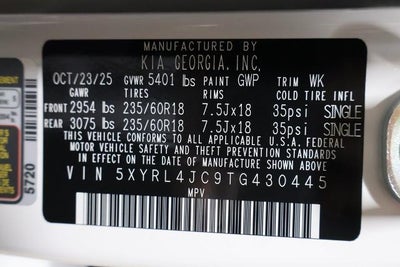 MANUFACTURED BY
KIA GEORGIA, INC.
OCT/23/25 GVWR 5401 lbs PAINT GWP TRIM WK
GAWR TIRES RIMS COLD TIRE INFL
FRONT 2954 lbs 235/60R18 7.5Jx18 35psi SINGLE
REAR 3075 lbs 235/60R18 7.5Jx18 35psi SINGLE
THIS VEHICLE CONFORMS TO ALL APPLICABLE U.S.A. FEDERAL
MOTOR VEHICLE SAFETY AND THEFT PREVENTION STANDARDS
IN EFFECT ON THE DATE OF MANUFACTURE SHOWN ABOVE
VIN 5XYRL4JC9TG430445
MPV
5720